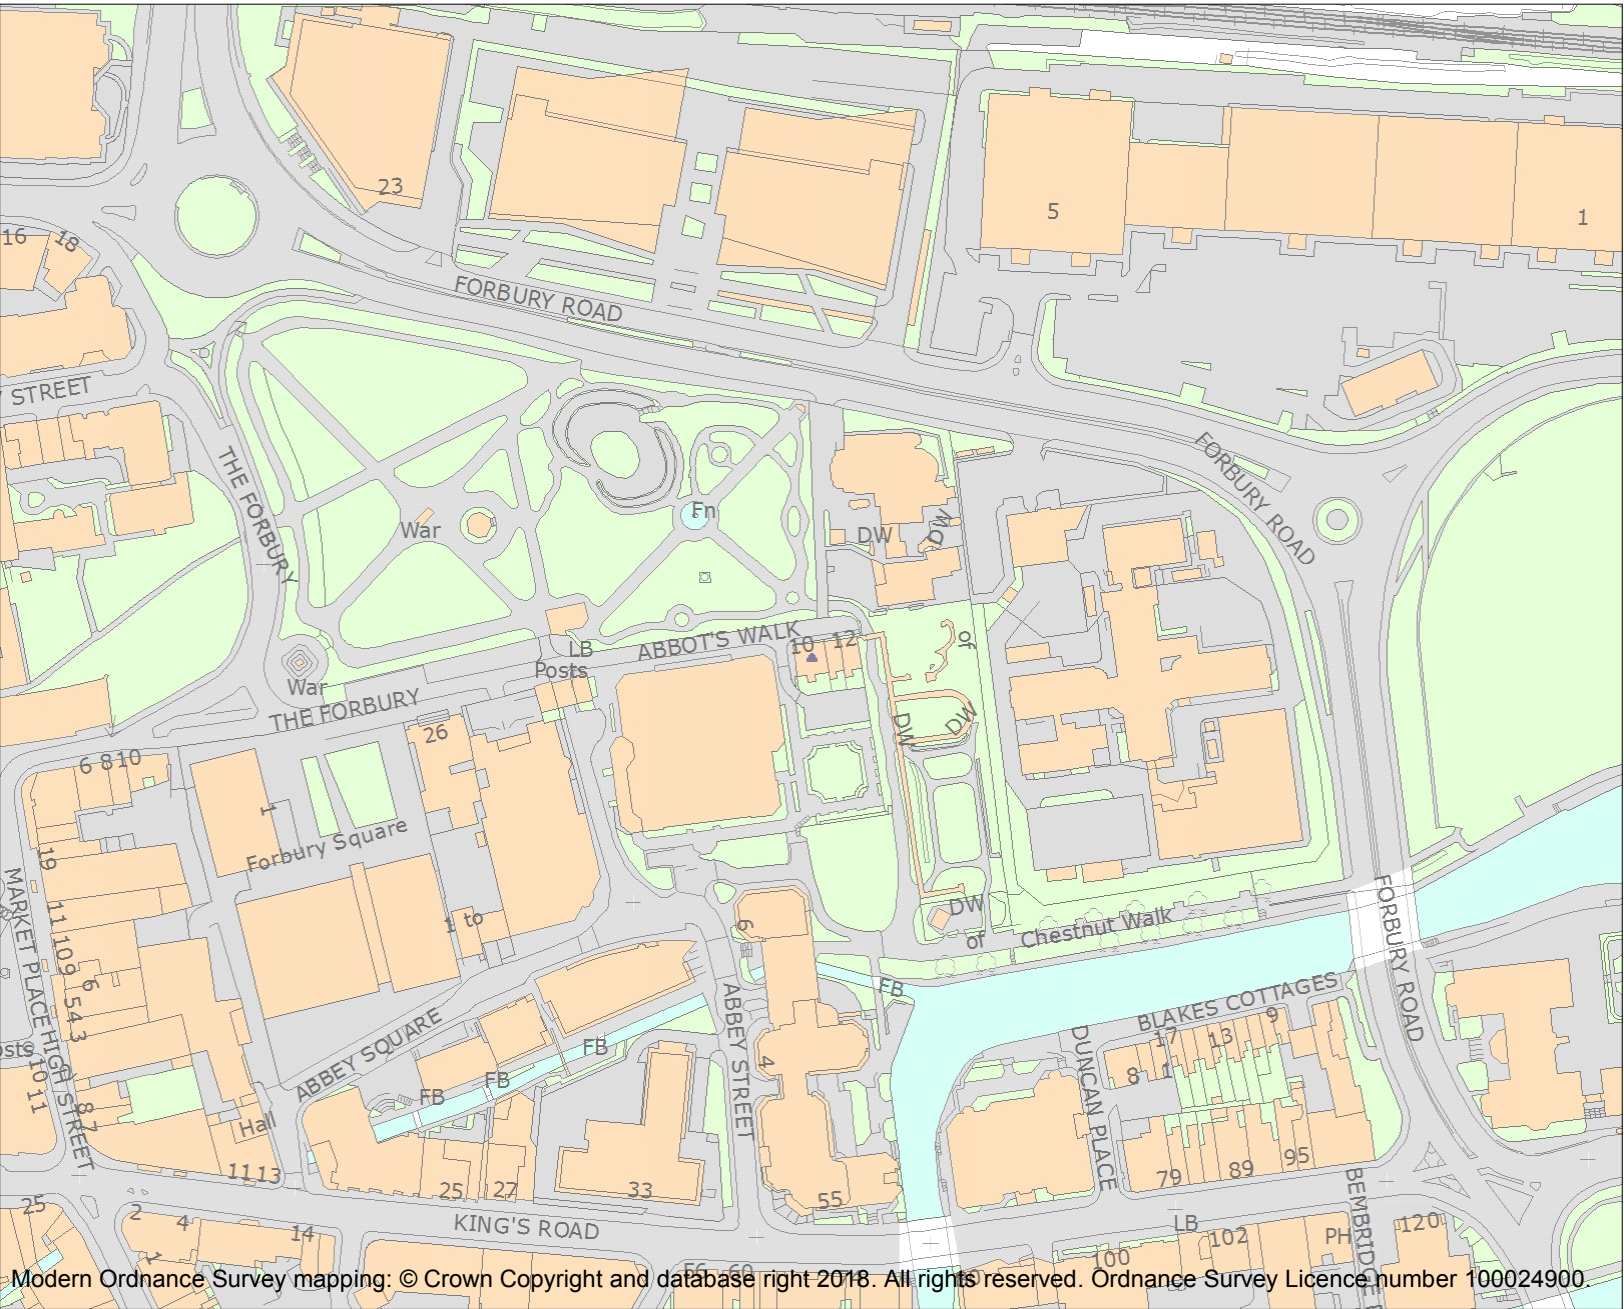 23
5
1
16
18
FORBURY ROAD
STREET
THE FORBURY
FORBURY ROAD
War
Fn
DW
DW
ABBOT'S WALK
10
12
LB
Posts
of
War
THE FORBURY
26
DW
DW
6
8
10
1
Forbury Square
19
MARKET PLACE
11
1 to
6
DW
of
Chestnut Walk
FORBURY ROAD
10
9
6
5
4
3
FB
ABBEY STREET
BLAKES COTTAGES
9
13
17
1
8
DUNCAN PLACE
HIGH STREET
10
11
ABBEY SQUARE
FB
FB
FB
4
8
7
Hall
11
13
25
27
33
55
79
89
95
BEMBRIDGE
25
2
4
14
1
KING'S ROAD
LB
100
102
PH
120
60
Modern Ordnance Survey mapping: © Crown Copyright and database right 2018. All rights reserved. Ordnance Survey Licence number 100024900.